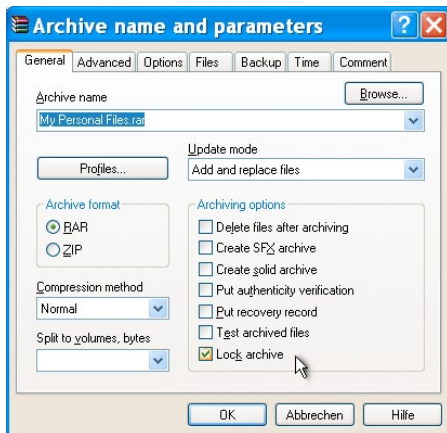 Archive name and parameters
General Advanced Options Files Backup Time Comment
Archive name
Browse...
My Personal Files.rar
Profiles...
Update mode
Add and replace files
Archive format
RAR
ZIP
Compression method
Normal
Split to volumes, bytes
Archiving options
Delete files after archiving
Create SFX archive
Create solid archive
Put authenticity verification
Put recovery record
Test archived files
Lock archive
OK Abbrechen Hilfe